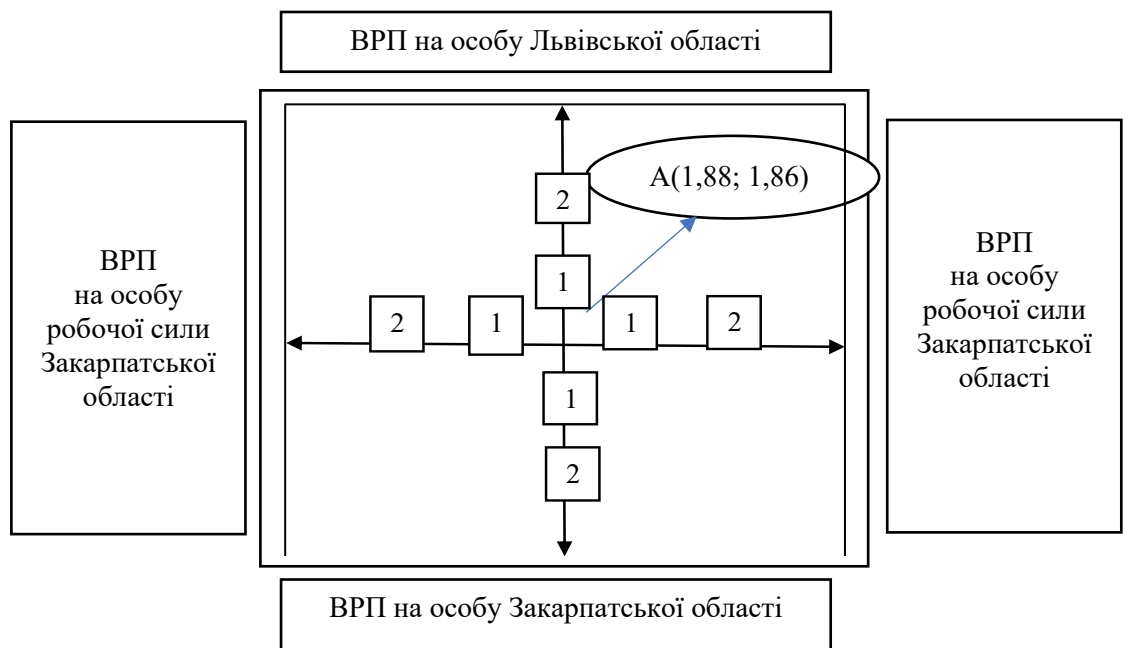 ВРП на особу Львівської області
ВРП
на особу
робочої сили
Закарпатської
області
А(1,88; 1,86)
2
1
2
1
1
2
1
2
ВРП
на особу
робочої сили
Закарпатської
області
ВРП на особу Закарпатської області